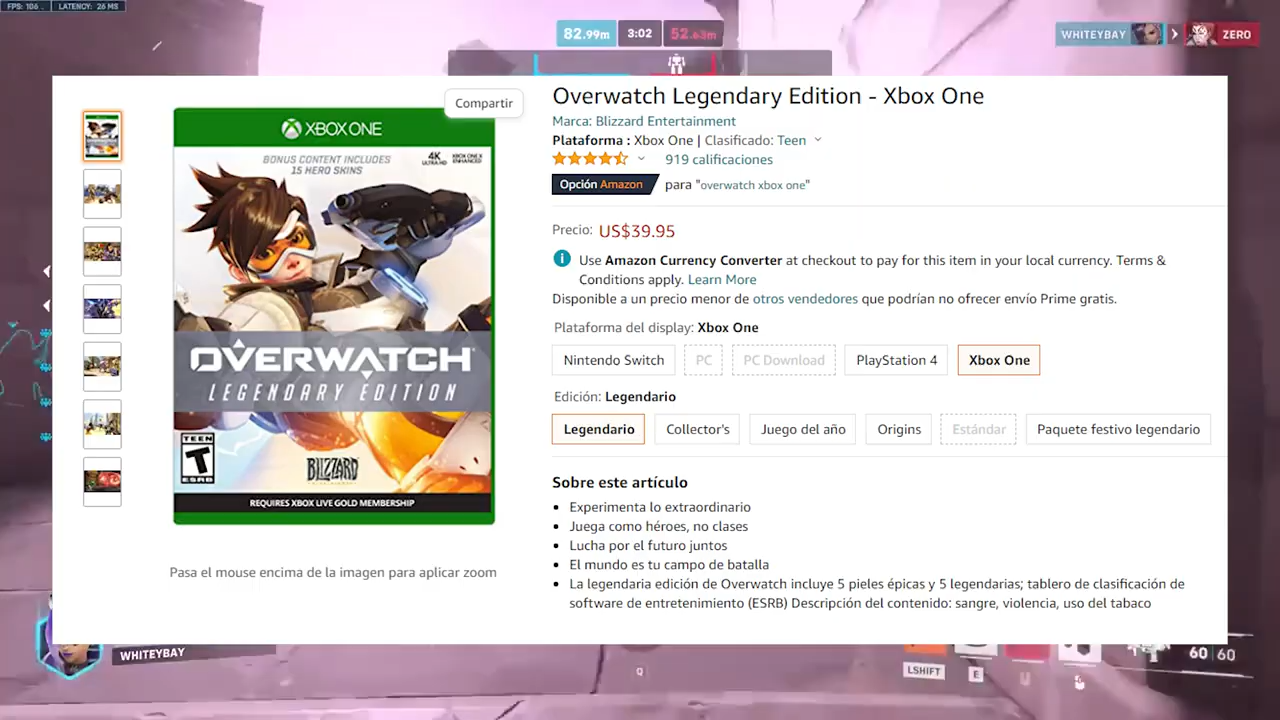 FPS: 106 LATENCY: 26 MS
82.99m 3:02 52.63m
WHITEYBAY ZERO
Compartir
XBOX ONE
BONUS CONTENT INCLUDES
15 HERO SKINS
4K
ULTRA HD
XBOX ONE X
ENHANCED
OVERWATCH
LEGENDARY EDITION
TEEN
T
ESRB
BLIZZARD
ENTERTAINMENT
REQUIRES XBOX LIVE GOLD MEMBERSHIP
Pasa el mouse encima de la imagen para aplicar zoom
Overwatch Legendary Edition - Xbox One
Marca: Blizzard Entertainment
Plataforma : Xbox One | Clasificado: Teen
919 calificaciones
Opción Amazon para "overwatch xbox one"
Precio: US$39.95
Use Amazon Currency Converter at checkout to pay for this item in your local currency. Terms &
Conditions apply. Learn More
Disponible a un precio menor de otros vendedores que podrían no ofrecer envío Prime gratis.
Plataforma del display: Xbox One
Nintendo Switch PC PC Download PlayStation 4 Xbox One
Edición: Legendario
Legendario Collector's Juego del año Origins Estándar Paquete festivo legendario
Sobre este artículo
• Experimenta lo extraordinario
• Juega como héroes, no clases
• Lucha por el futuro juntos
• El mundo es tu campo de batalla
• La legendaria edición de Overwatch incluye 5 pieles épicas y 5 legendarias; tablero de clasificación de
software de entretenimiento (ESRB) Descripción del contenido: sangre, violencia, uso del tabaco
WHITEYBAY
Q
LSHIFT E U
60 | 60